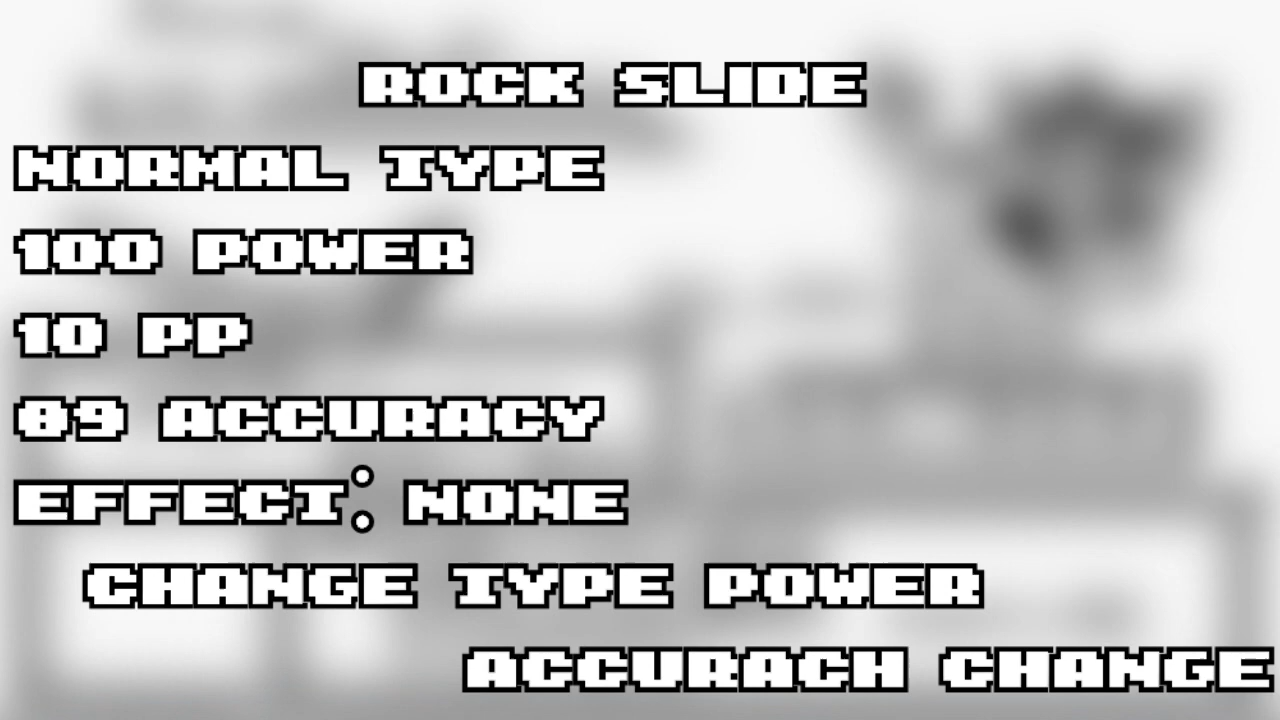 ROCK SLIDE
NORMAL TYPE
100 POWER
10 PP
89 ACCURACY
EFFECT: NONE
CHANGE TYPE POWER
ACCURACH CHANGE